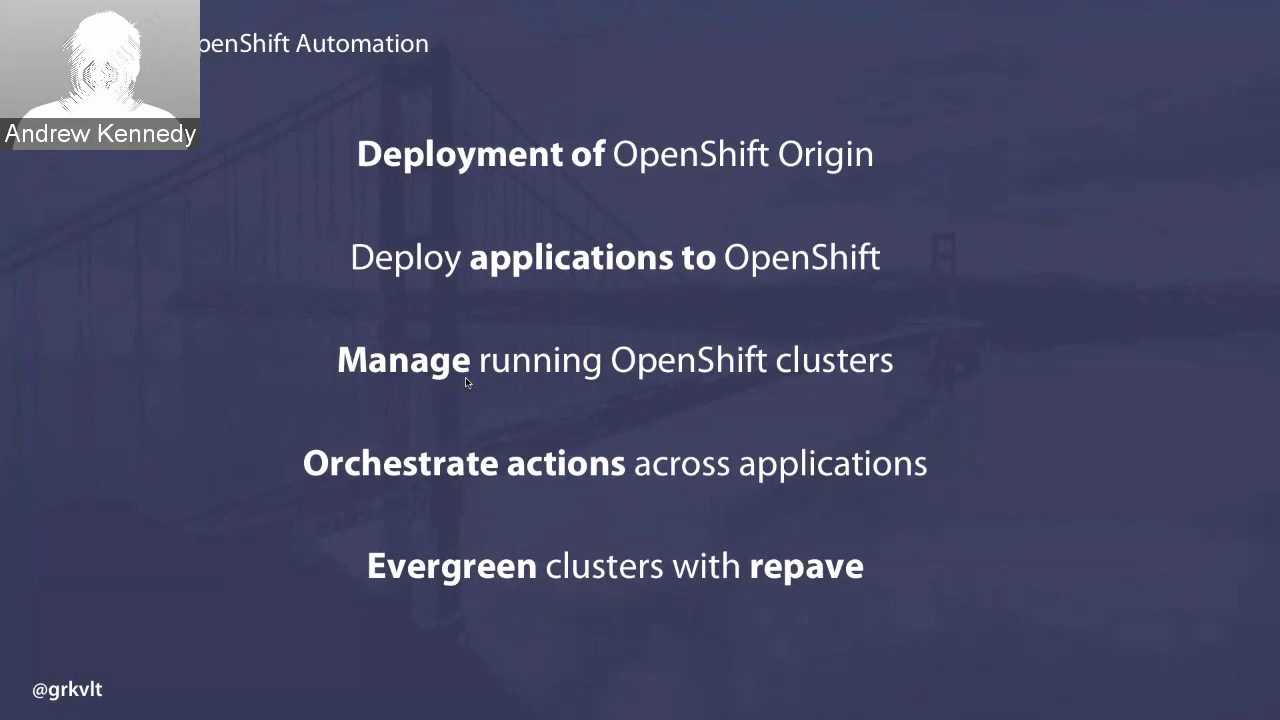 penShift Automation
Andrew Kennedy
Deployment of OpenShift Origin
Deploy applications to OpenShift
Manage running OpenShift clusters
Orchestrate actions across applications
Evergreen clusters with repave
@grkvlt